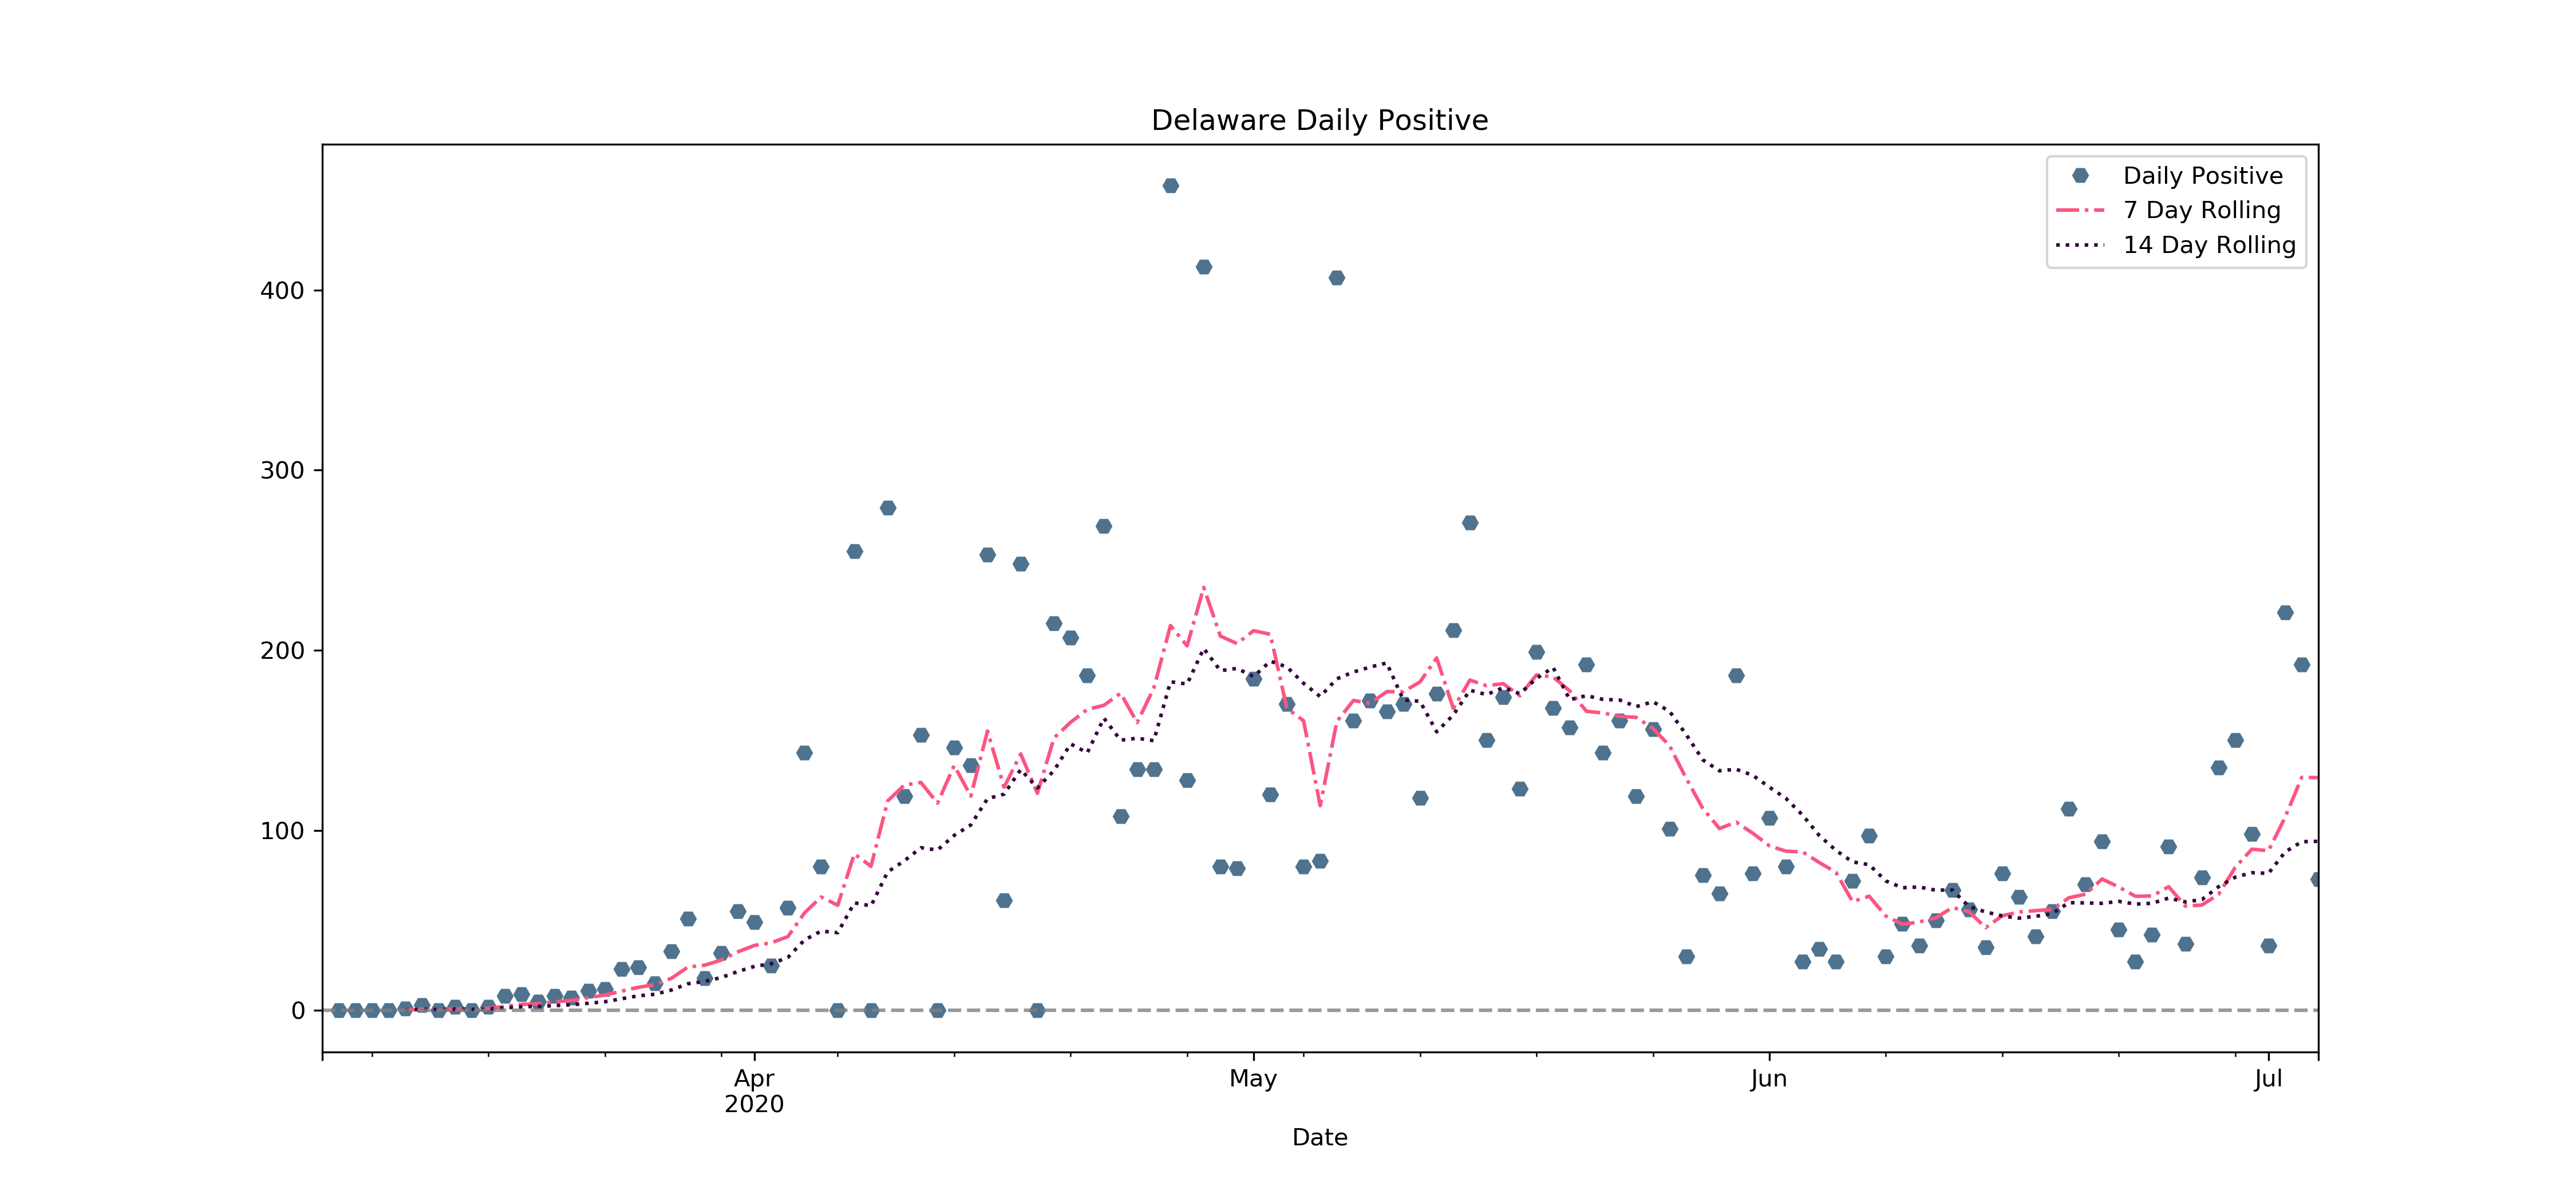 Delaware Daily Positive
Daily Positive
7 Day Rolling
14 Day Rolling
400
300
200
100
0
Apr
2020
May
Jun
Jul
Date